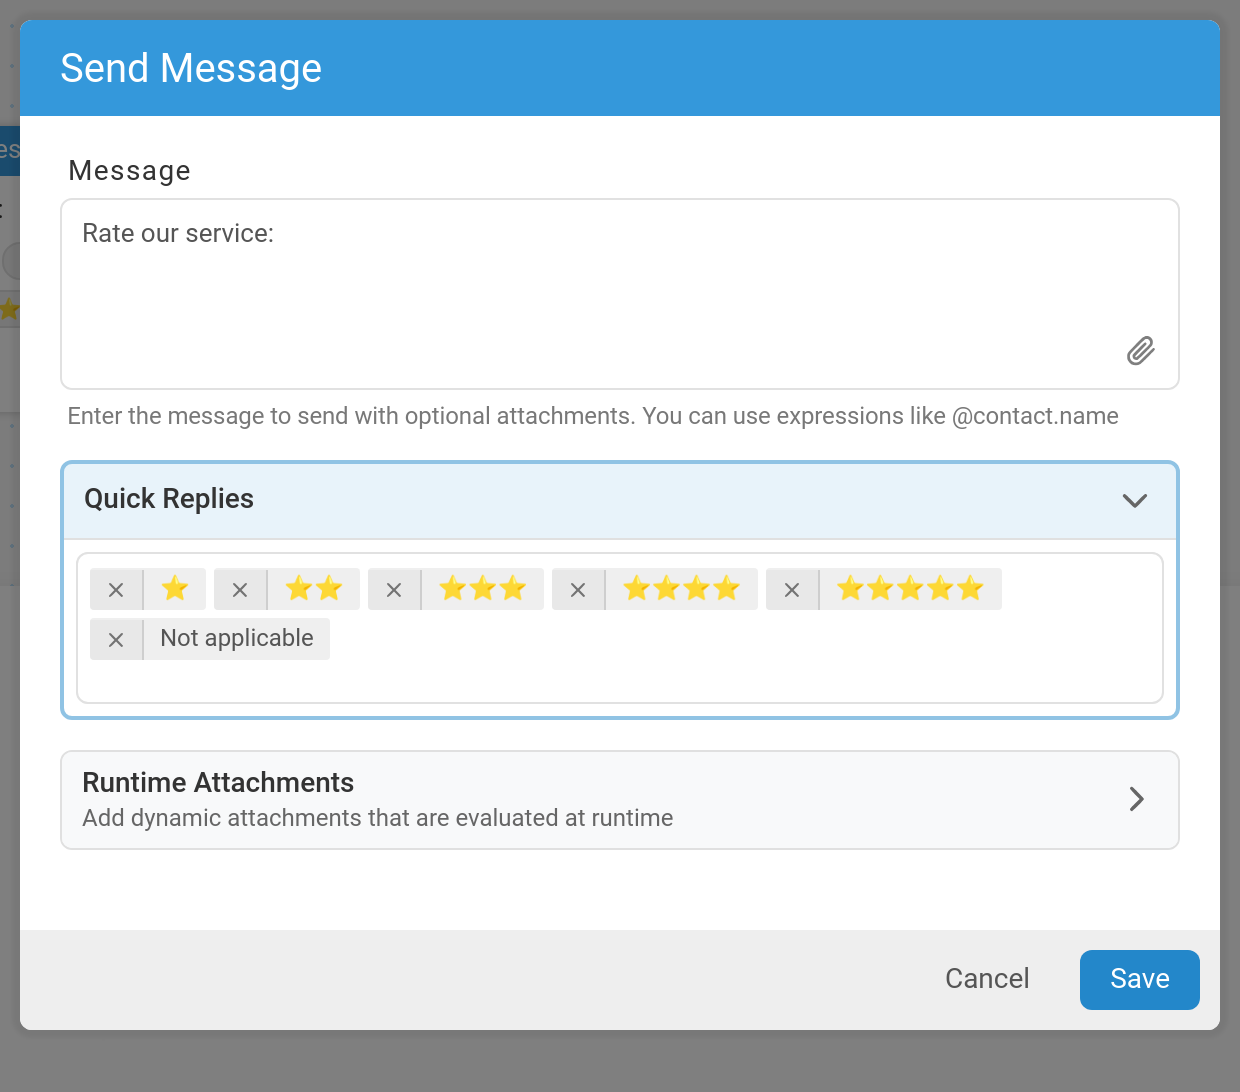 Send Message
Message
Rate our service:
Enter the message to send with optional attachments. You can use expressions like @contact.name
Quick Replies
⭐ ⭐⭐ ⭐⭐⭐ ⭐⭐⭐⭐ ⭐⭐⭐⭐⭐
Not applicable
Runtime Attachments
Add dynamic attachments that are evaluated at runtime
Cancel Save